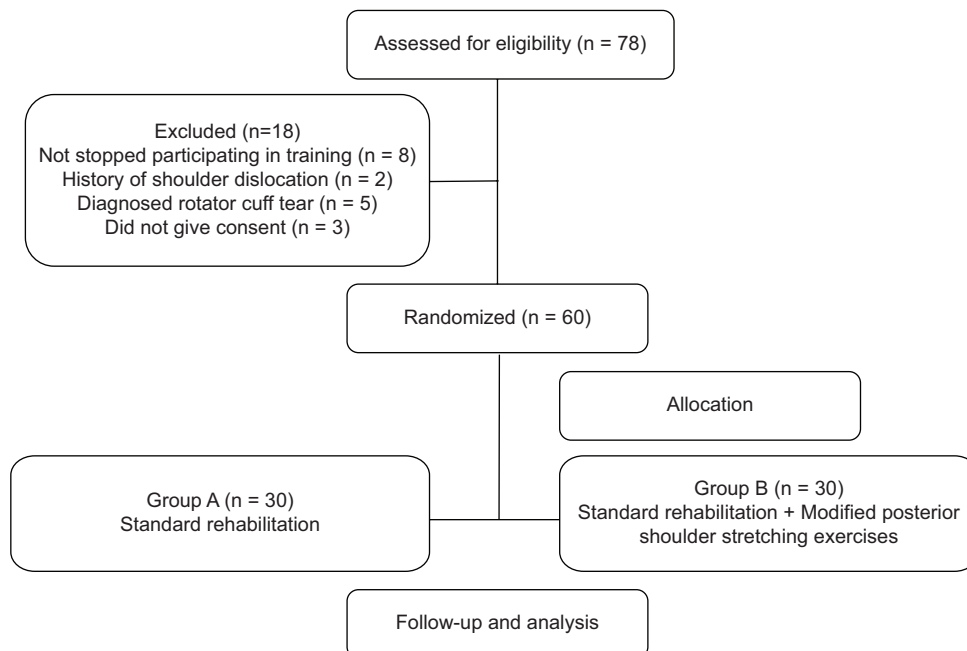 Assessed for eligibility (n = 78)
Excluded (n=18)
Not stopped participating in training (n = 8)
History of shoulder dislocation (n = 2)
Diagnosed rotator cuff tear (n = 5)
Did not give consent (n = 3)
Randomized (n = 60)
Allocation
Group A (n = 30)
Standard rehabilitation
Group B (n = 30)
Standard rehabilitation + Modified posterior
shoulder stretching exercises
Follow-up and analysis